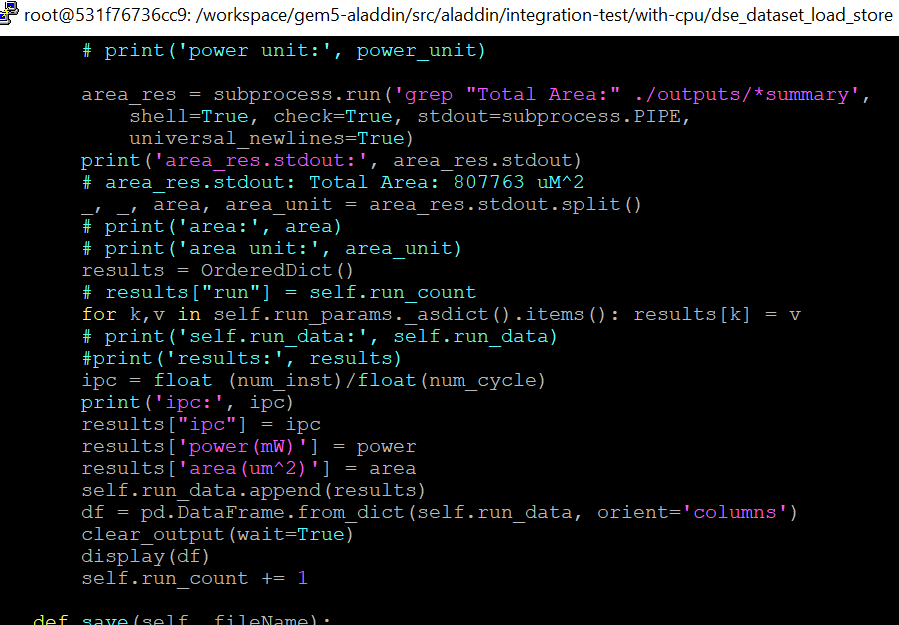 root@531f76736cc9: /workspace/gem5-aladdin/src/aladdin/integration-test/with-cpu/dse_dataset_load_store
# print('power unit:', power_unit)
area_res = subprocess.run('grep "Total Area:" ./outputs/*summary',
shell=True, check=True, stdout=subprocess.PIPE,
universal_newlines=True)
print('area_res.stdout:', area_res.stdout)
# area_res.stdout: Total Area: 807763 uM^2
_, _, area, area_unit = area_res.stdout.split()
# print('area:', area)
# print('area unit:', area_unit)
results = OrderedDict()
# results["run"] = self.run_count
for k,v in self.run_params._asdict().items(): results[k] = v
# print('self.run_data:', self.run_data)
#print('results:', results)
ipc = float (num_inst)/float(num_cycle)
print('ipc:', ipc)
results["ipc"] = ipc
results['power(mW)'] = power
results['area(um^2)'] = area
self.run_data.append(results)
df = pd.DataFrame.from_dict(self.run_data, orient='columns')
clear_output(wait=True)
display(df)
self.run_count += 1
def save(self, fileName):